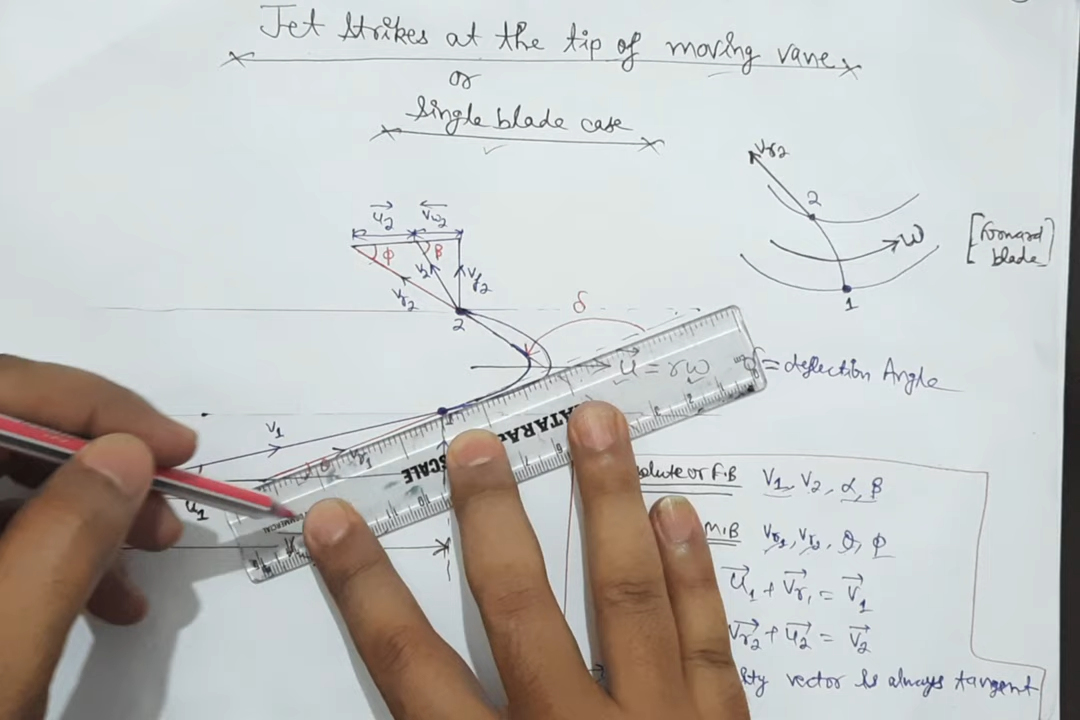 Jet strikes at the tip of moving vane
or
Single blade case
Vr2
2
ω
[Forward
blade]
1
u2 Vw2
ϕ β
V2 Vf2
Vr2
2
δ
u = rω
= deflection Angle
V1
1
θ
u1
SCALE
F.B V1, V2, α, β
M.B Vr1, Vr2, θ, ϕ
u1 + Vr1 = V1
Vr2 + u2 = V2
vector is always tangent